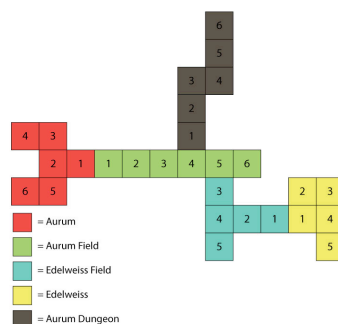 6
5
3 4
4 3 2
2 1 1 2 3 1 4 5 6
6 5 3 2 3
4 2 1 1 4
5 5
= Aurum
= Aurum Field
= Edelweiss Field
= Edelweiss
= Aurum Dungeon